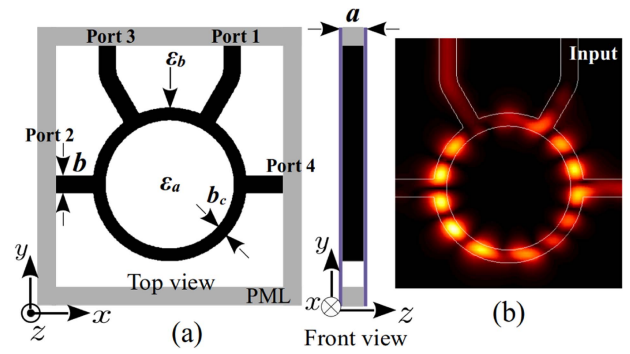 a
Port 3
Port 1
Input
εb
Port 2
b
Port 4
εa
bc
y
Top view
y
PML
z
x
(a)
x
z
Front view
(b)